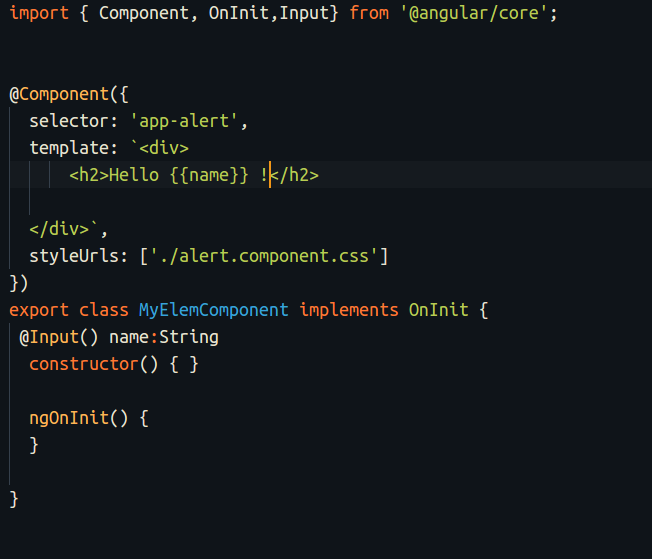 import { Component, OnInit,Input} from '@angular/core';
@Component({
selector: 'app-alert',
template: `<div>
<h2>Hello {{name}} !</h2>
</div>`,
styleUrls: ['./alert.component.css']
})
export class MyElemComponent implements OnInit {
@Input() name:String
constructor() { }
ngOnInit() {
}
}